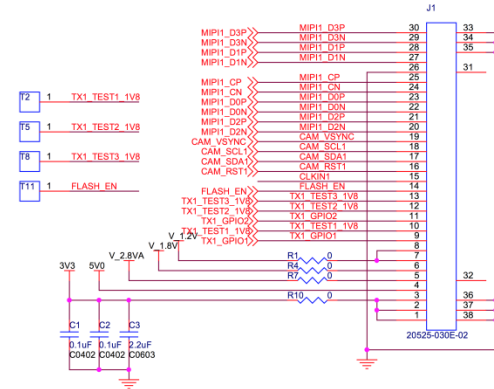 J1
MIPI1_D3P MIPI1_D3P 30 33
MIPI1_D3N MIPI1_D3N 29 34
MIPI1_D1P MIPI1_D1P 28 35
MIPI1_D1N MIPI1_D1N 27
26 31
MIPI1_CP MIPI1_CP 25
MIPI1_CN MIPI1_CN 24
MIPI1_D0P MIPI1_D0P 23
MIPI1_D0N MIPI1_D0N 22
MIPI1_D2P MIPI1_D2P 21
MIPI1_D2N MIPI1_D2N 20
CAM_VSYNC CAM_VSYNC 19
CAM_SCL1 CAM_SCL1 18
CAM_SDA1 CAM_SDA1 17
CAM_RST1 CAM_RST1 16
CLKIN1 15
FLASH_EN FLASH_EN 14
TX1_TEST3_1V8 TX1_TEST3_1V8 13
TX1_TEST2_1V8 TX1_TEST2_1V8 12
TX1_GPIO2 TX1_GPIO2 11
TX1_TEST1_1V8 TX1_TEST1_1V8 10
TX1_GPIO1 TX1_GPIO1 9
8
R1 0 7
R4 0 6
R7 0 5 32
4
R10 0 3 36
2 37
1 38
20525-030E-02
T2 1 TX1_TEST1_1V8
T5 1 TX1_TEST2_1V8
T8 1 TX1_TEST3_1V8
T11 1 FLASH_EN
V_1.2V
V_1.8V
V_2.8VA
3V3 5V0
C1 C2 C3
0.1uF 0.1uF 2.2uF
C0402 C0402 C0603